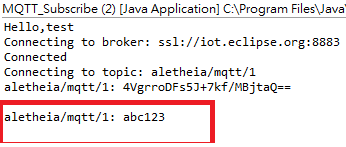 MQTT_Subscribe (2) [Java Application] C:\Program Files\Java
Hello,test
Connecting to broker: ssl://iot.eclipse.org:8883
Connected
Connecting to topic: aletheia/mqtt/1
aletheia/mqtt/1: 4VgrroDFs5J+7kf/MBjtaQ==
aletheia/mqtt/1: abc123